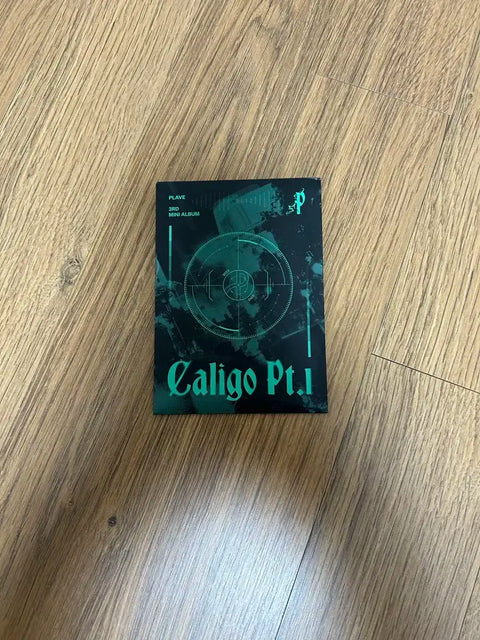 PLAVE
3RD
MINI ALBUM
P
Caligo Pt.1